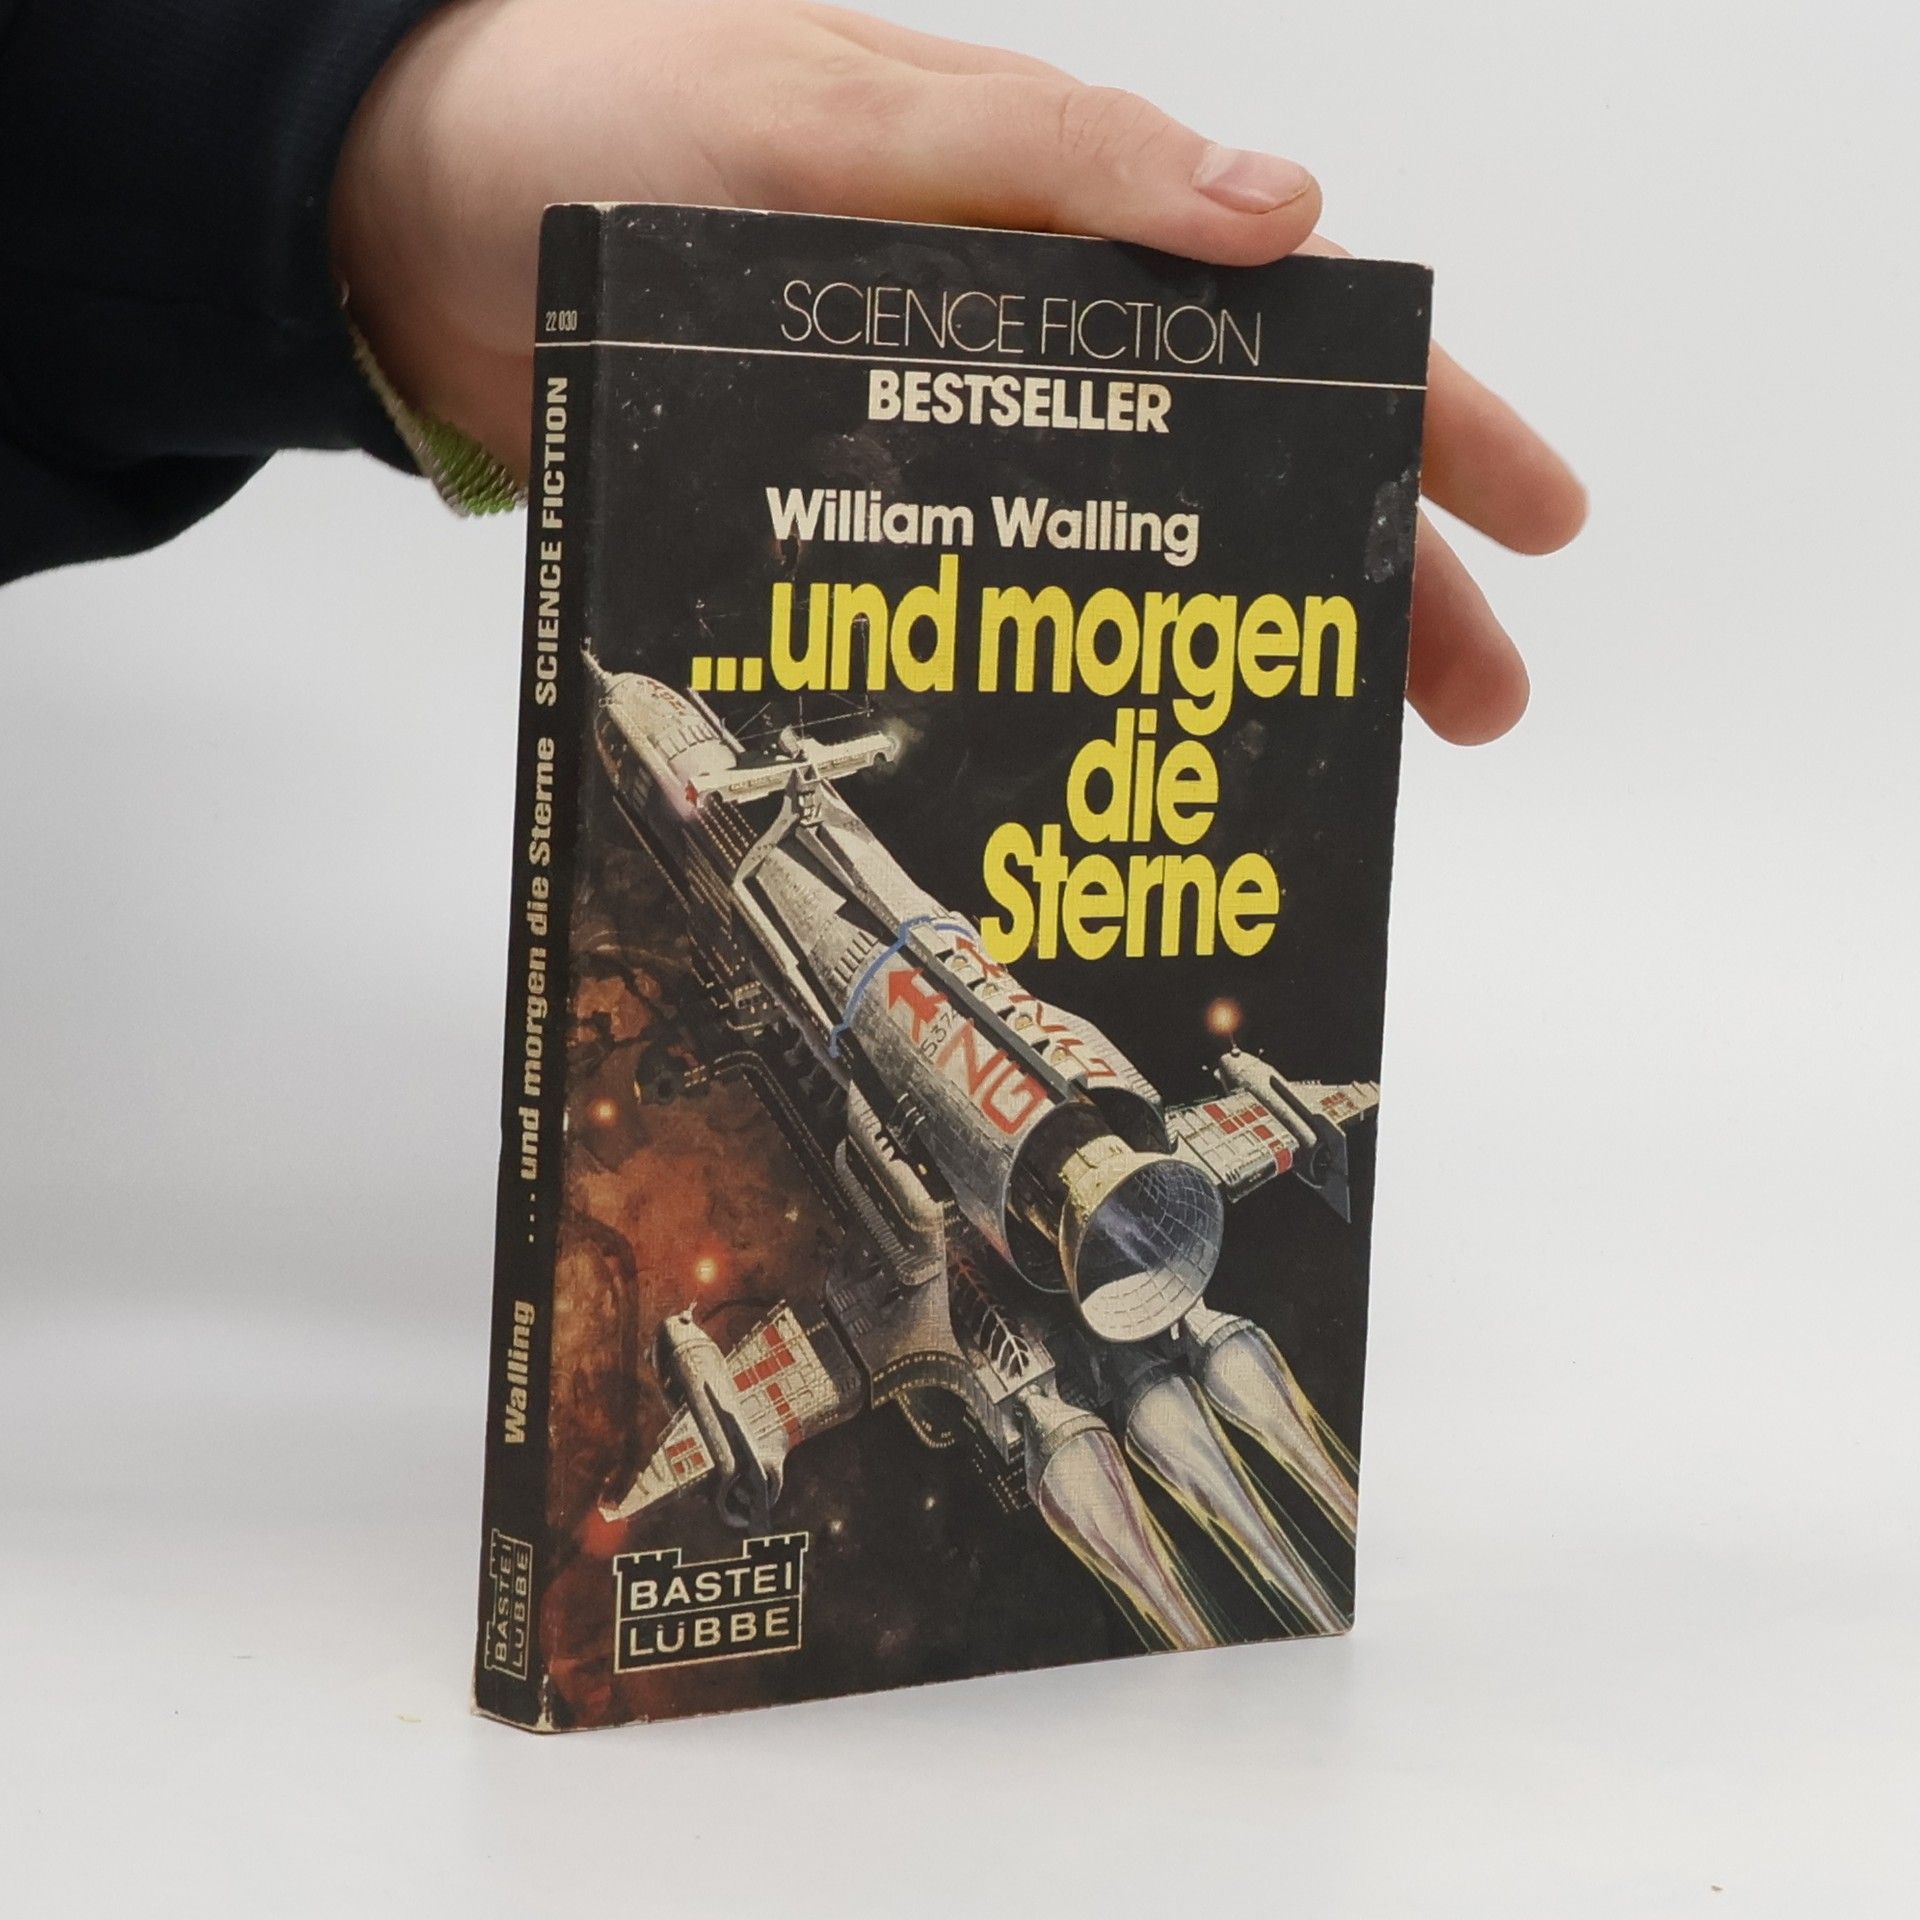 SCIENCE FICTION
BESTSELLER
William Walling
...und morgen
die
Sterne
NG
BASTEI
LÜBBE
22 030
Walling ....und morgen die Sterne SCIENCE FICTION
BASTEI
LÜBBE